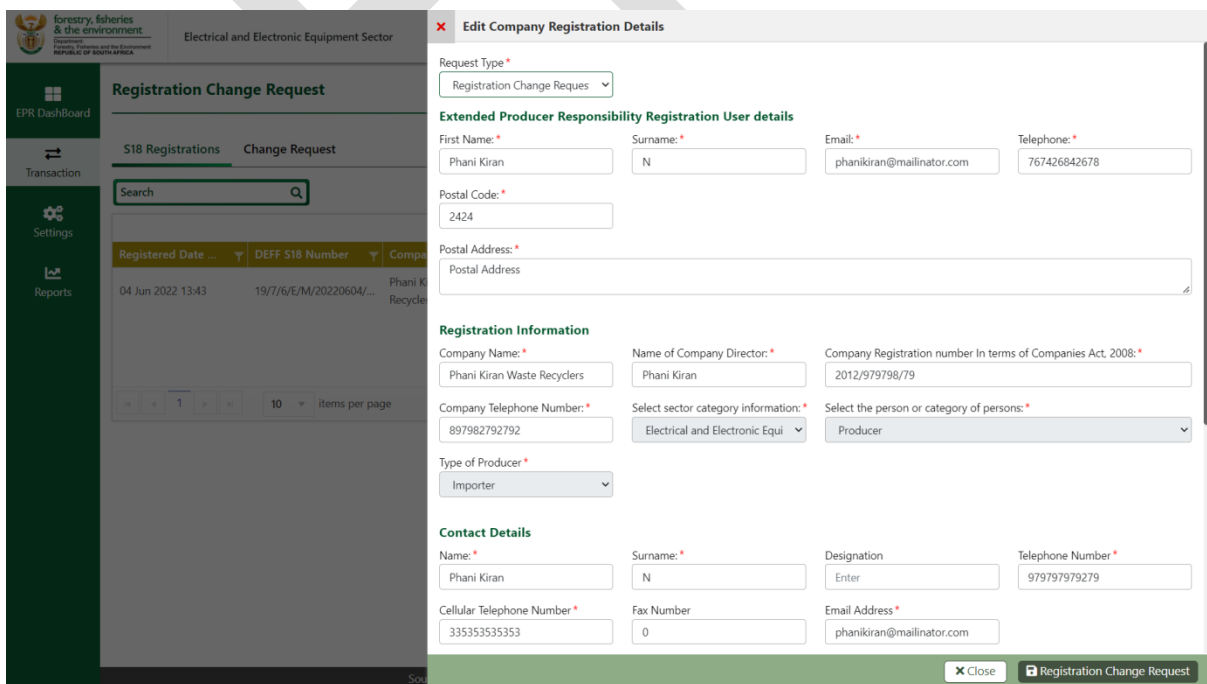 forestry, fisheries
& the environment
Department:
Forestry, Fisheries and the Environment
REPUBLIC OF SOUTH AFRICA
Electrical and Electronic Equipment Sector
EPR DashBoard
Transaction
Settings
Reports
Registration Change Request
S18 Registrations Change Request
Search
Registered Date ... DEFF S18 Number Compa
04 Jun 2022 13:43 19/7/6/E/M/20220604/... Phani Ki
Recycle
1 10 items per page
Sou
Edit Company Registration Details
Request Type *
Registration Change Reques
Extended Producer Responsibility Registration User details
First Name: * Surname: * Email: * Telephone: *
Phani Kiran N phanikiran@mailinator.com 767426842678
Postal Code: *
2424
Postal Address: *
Postal Address
Registration Information
Company Name: * Name of Company Director: * Company Registration number In terms of Companies Act, 2008: *
Phani Kiran Waste Recyclers Phani Kiran 2012/979798/79
Company Telephone Number: * Select sector category information: * Select the person or category of persons: *
897982792792 Electrical and Electronic Equi Producer
Type of Producer *
Importer
Contact Details
Name: * Surname: * Designation Telephone Number *
Phani Kiran N Enter 979797979279
Cellular Telephone Number * Fax Number Email Address *
335353535353 0 phanikiran@mailinator.com
Close Registration Change Request